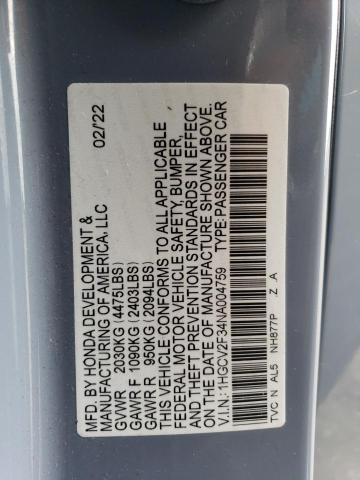 MFD. BY HONDA DEVELOPMENT &
MANUFACTURING OF AMERICA, LLC 02/'22
GVWR 2030KG (4475LBS)
GAWR F 1090KG (2403LBS)
GAWR R 950KG (2094LBS)
THIS VEHICLE CONFORMS TO ALL APPLICABLE
FEDERAL MOTOR VEHICLE SAFETY, BUMPER,
AND THEFT PREVENTION STANDARDS IN EFFECT
ON THE DATE OF MANUFACTURE SHOWN ABOVE.
V.I.N.: 1HGCV2F34NA004759 TYPE: PASSENGER CAR
TVC N AL5 NH877P Z .A